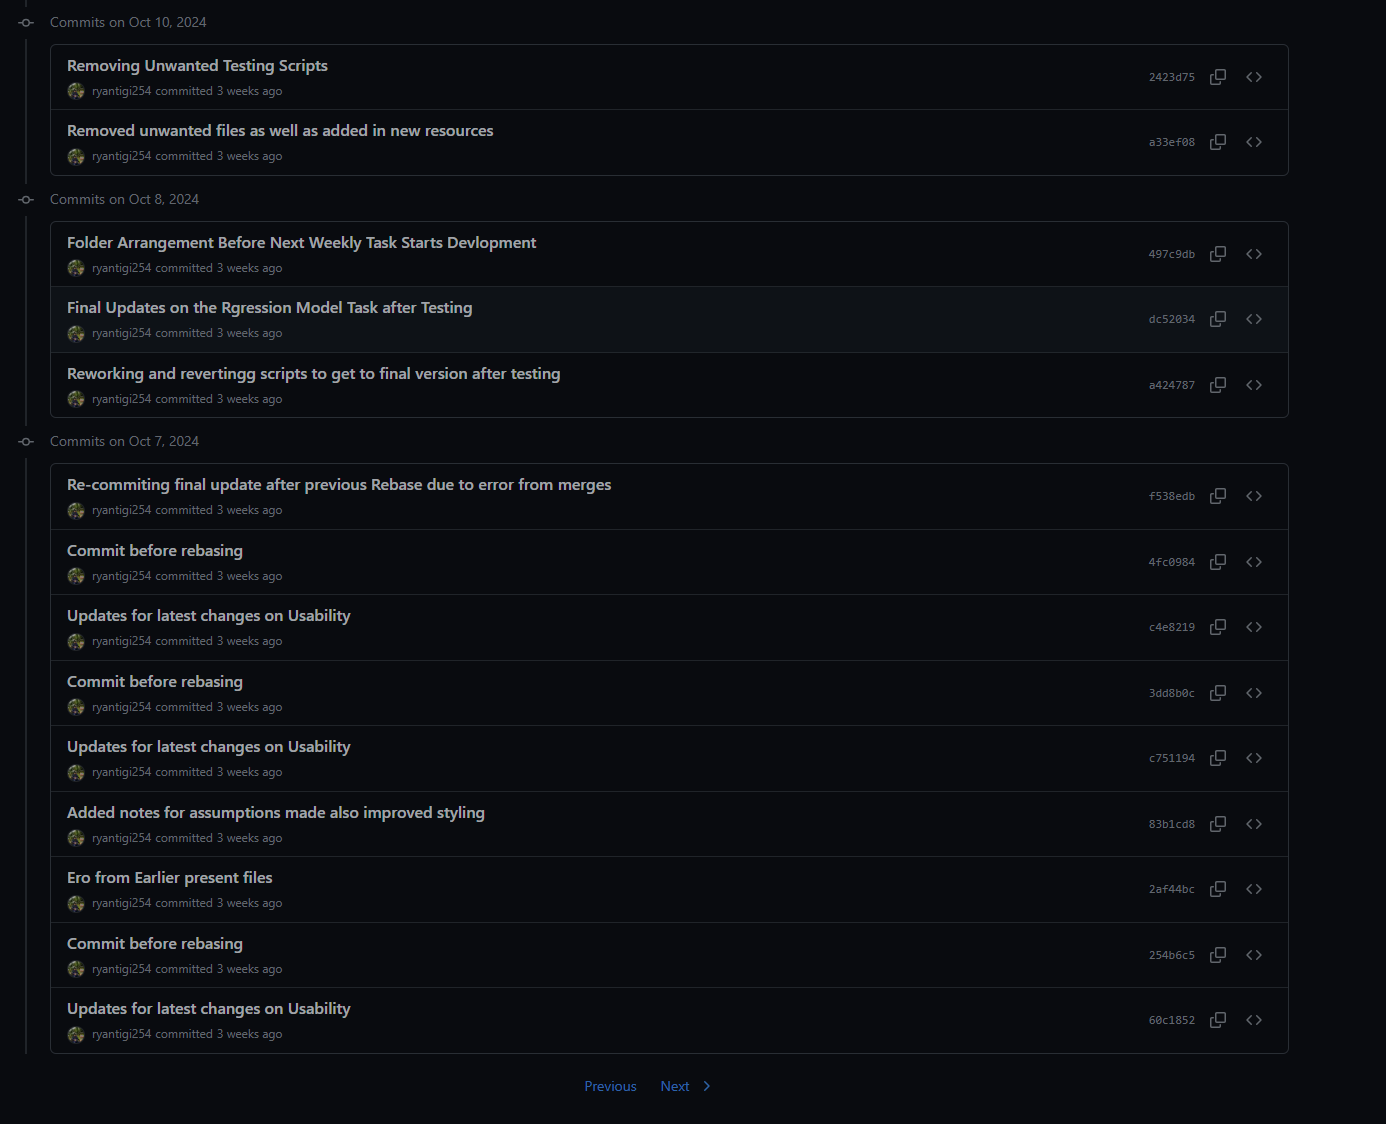 Commits on Oct 10, 2024
Removing Unwanted Testing Scripts
ryantigi254 committed 3 weeks ago
2423d75
Removed unwanted files as well as added in new resources
ryantigi254 committed 3 weeks ago
a33ef08
Commits on Oct 8, 2024
Folder Arrangement Before Next Weekly Task Starts Devlopment
ryantigi254 committed 3 weeks ago
497c9db
Final Updates on the Rgression Model Task after Testing
ryantigi254 committed 3 weeks ago
dc52034
Reworking and revertingg scripts to get to final version after testing
ryantigi254 committed 3 weeks ago
a424787
Commits on Oct 7, 2024
Re-commiting final update after previous Rebase due to error from merges
ryantigi254 committed 3 weeks ago
f538edb
Commit before rebasing
ryantigi254 committed 3 weeks ago
4fc0984
Updates for latest changes on Usability
ryantigi254 committed 3 weeks ago
c4e8219
Commit before rebasing
ryantigi254 committed 3 weeks ago
3dd8b0c
Updates for latest changes on Usability
ryantigi254 committed 3 weeks ago
c751194
Added notes for assumptions made also improved styling
ryantigi254 committed 3 weeks ago
83b1cd8
Ero from Earlier present files
ryantigi254 committed 3 weeks ago
2af44bc
Commit before rebasing
ryantigi254 committed 3 weeks ago
254b6c5
Updates for latest changes on Usability
ryantigi254 committed 3 weeks ago
60c1852
Previous Next